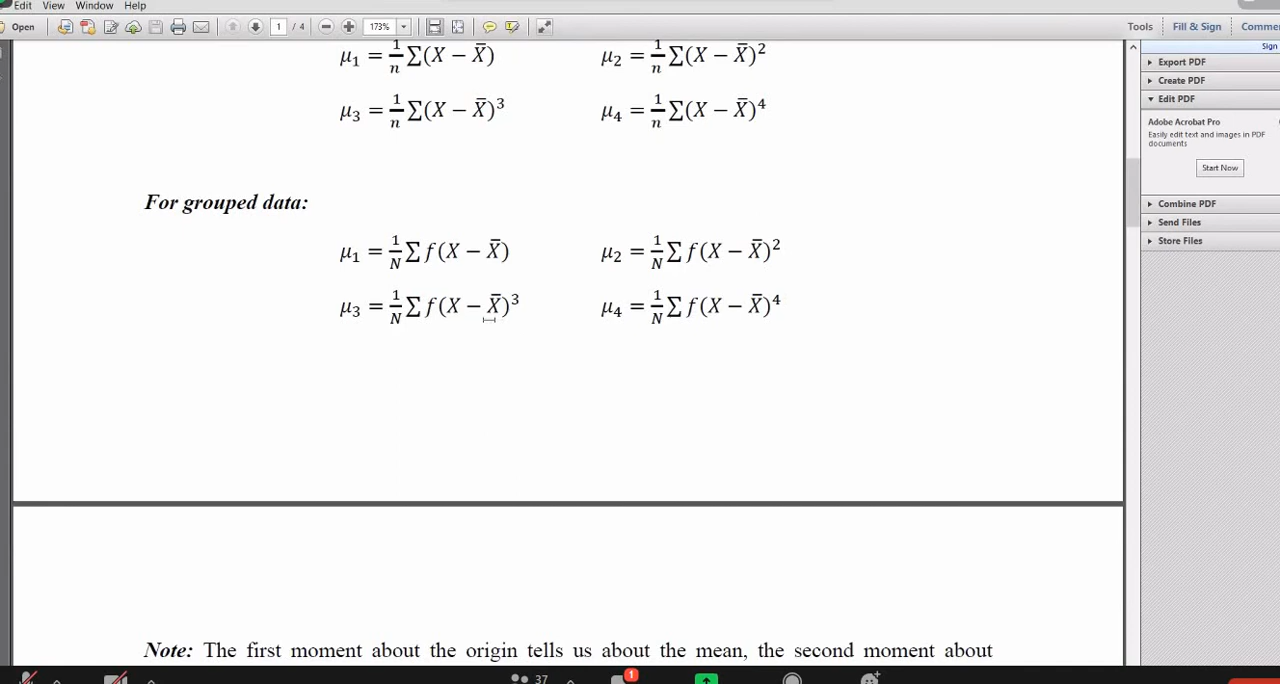 Edit View Window Help
Open 1 / 4 173% Tools Fill & Sign Comme
Sign
μ₁ = 1/n ∑(X − X̄) μ₂ = 1/n ∑(X − X̄)²
μ₃ = 1/n ∑(X − X̄)³ μ₄ = 1/n ∑(X − X̄)⁴
For grouped data:
μ₁ = 1/N ∑ f(X − X̄) μ₂ = 1/N ∑ f(X − X̄)²
μ₃ = 1/N ∑ f(X − X̄)³ μ₄ = 1/N ∑ f(X − X̄)⁴
Note: The first moment about the origin tells us about the mean, the second moment about
Export PDF
Create PDF
Edit PDF
Adobe Acrobat Pro
Easily edit text and images in PDF
documents
Start Now
Combine PDF
Send Files
Store Files
37
1